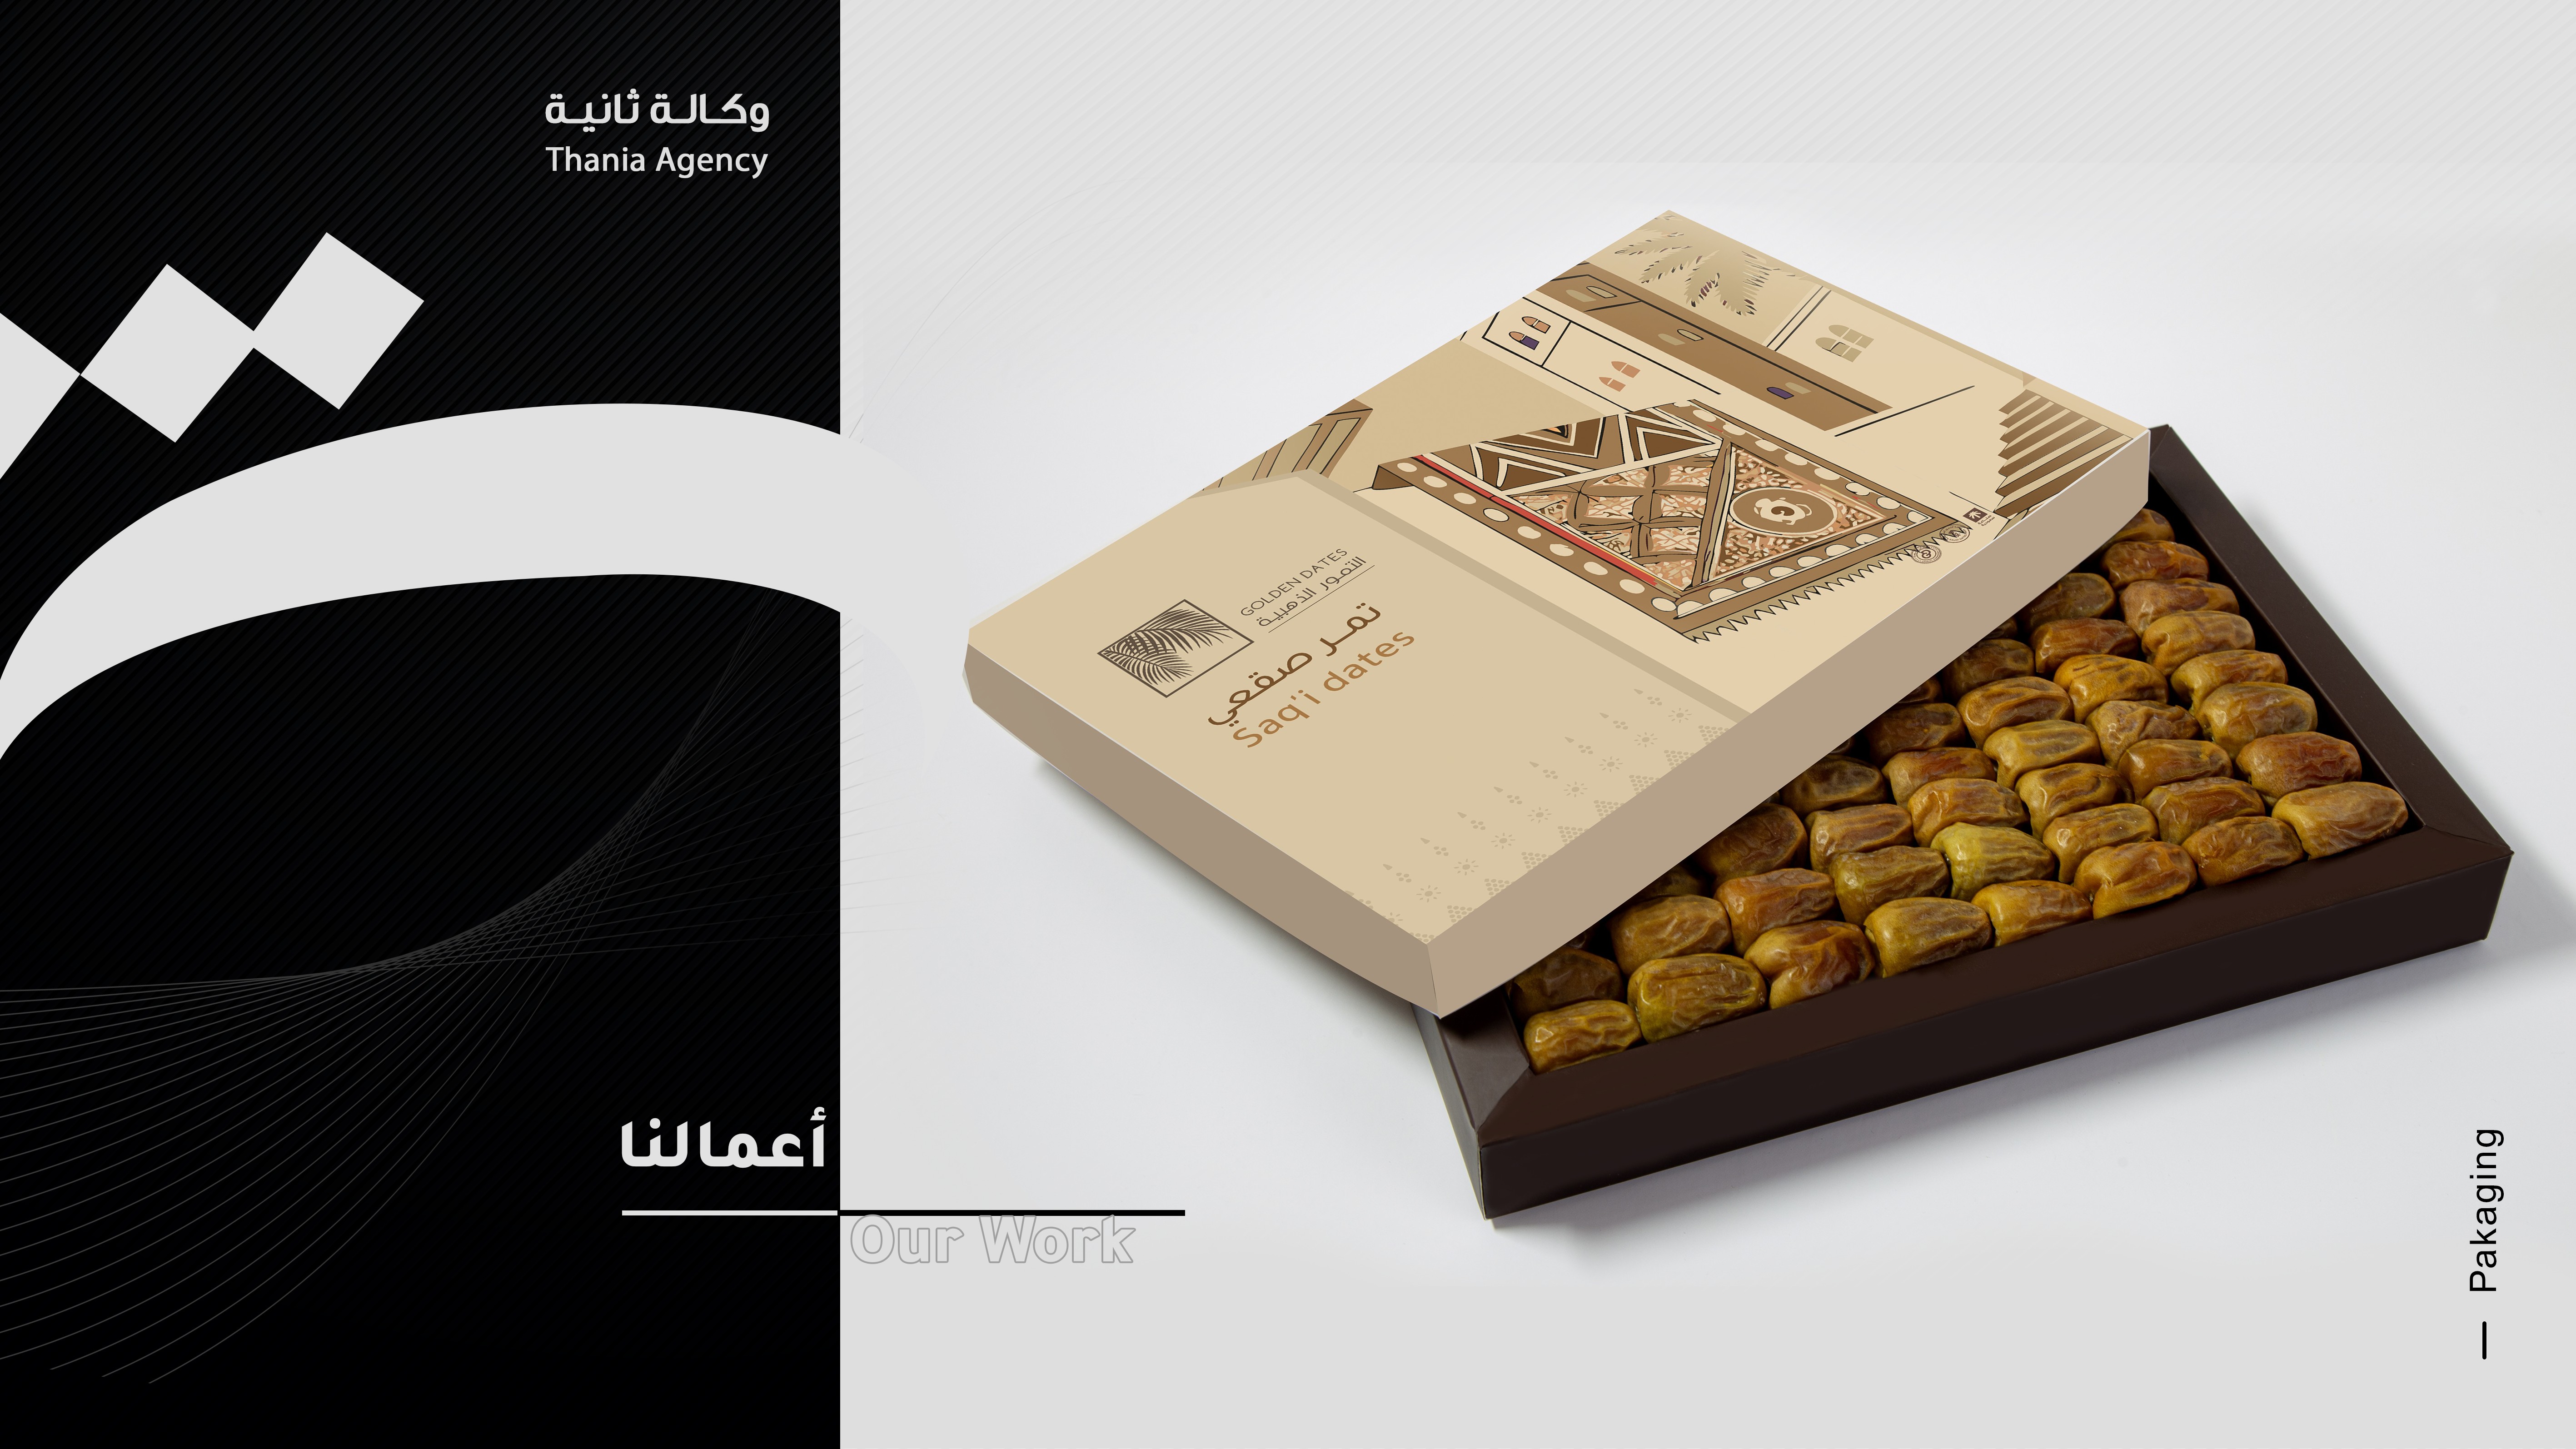 وكالة ثانية
Thania Agency
GOLDEN DATES
التمور الذهبية
تمر صقعي
Saq'i dates
أعمالنا
Our Work
Pakaging